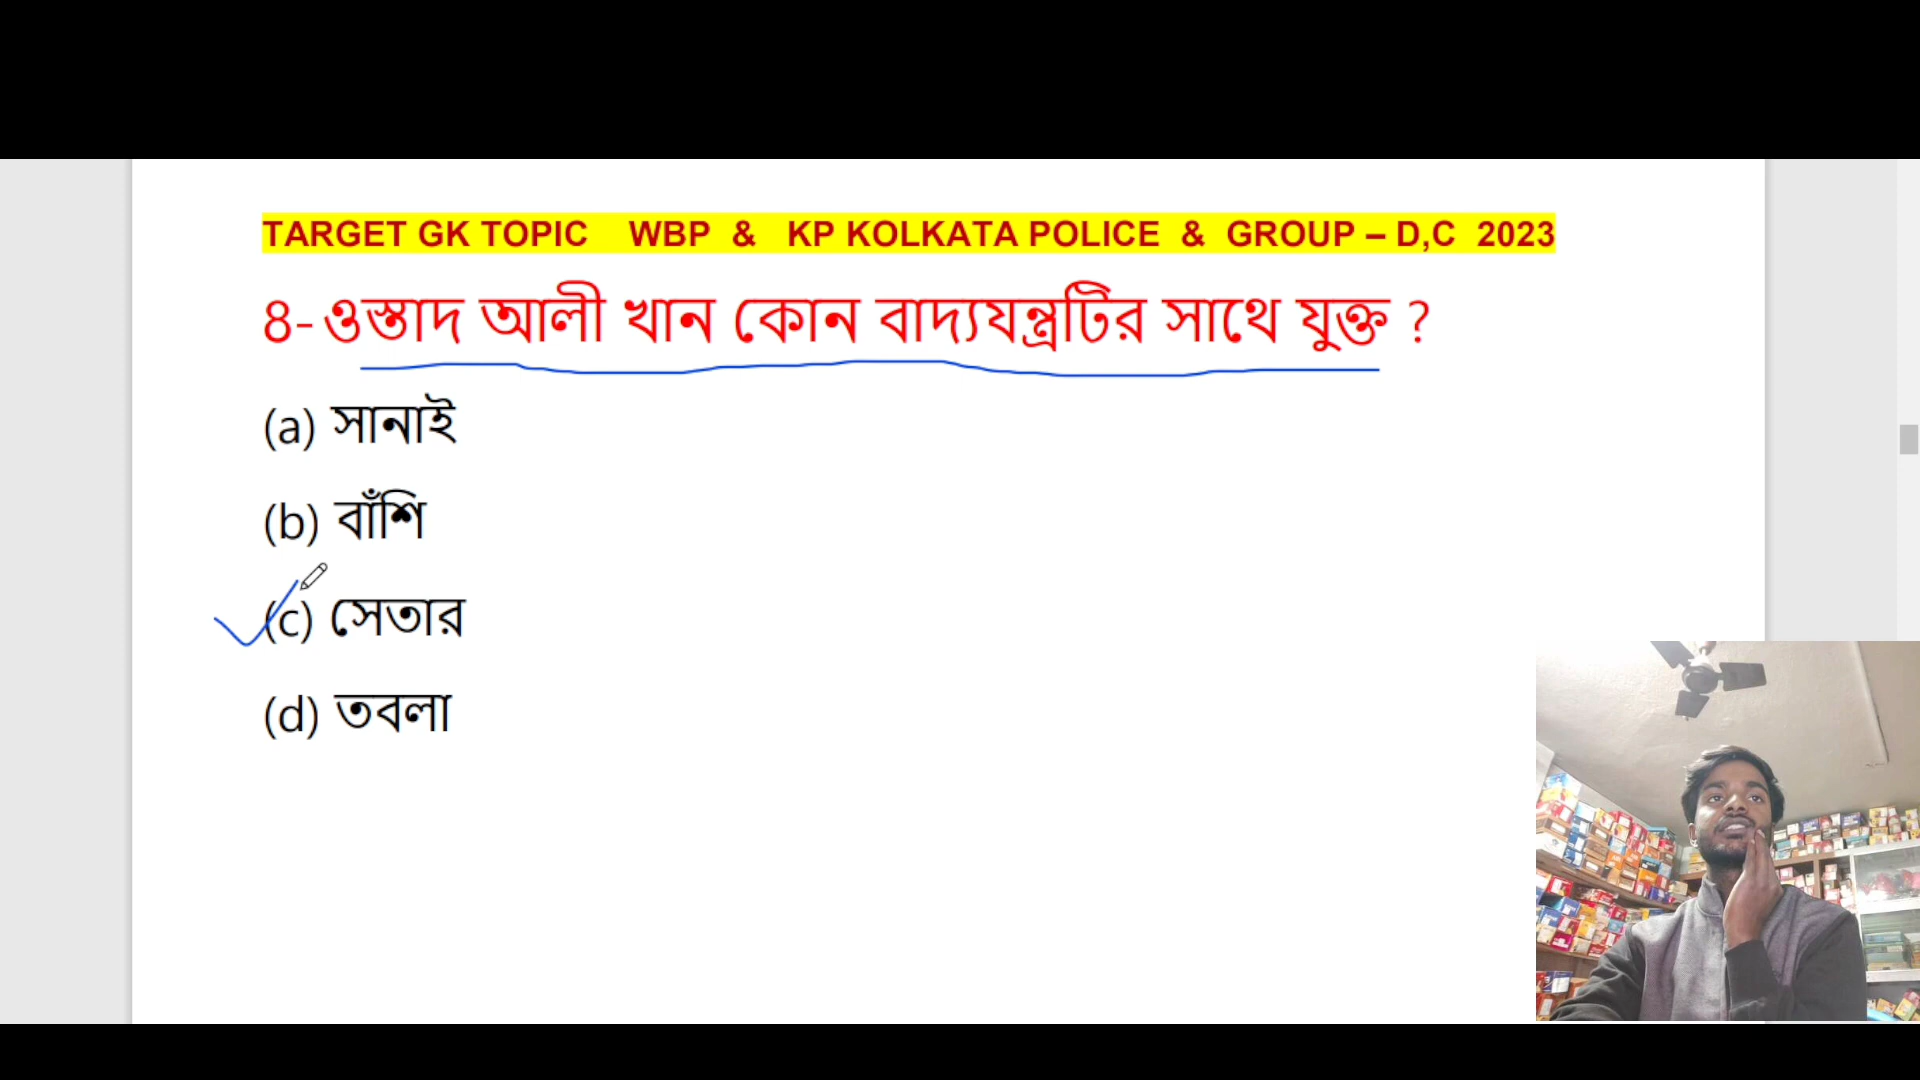 TARGET GK TOPIC WBP & KP KOLKATA POLICE & GROUP – D,C 2023
8-ওস্তাদ আলী খান কোন বাদ্যযন্ত্রটির সাথে যুক্ত ?
(a) সানাই
(b) বাঁশি
(c) সেতার
(d) তবলা